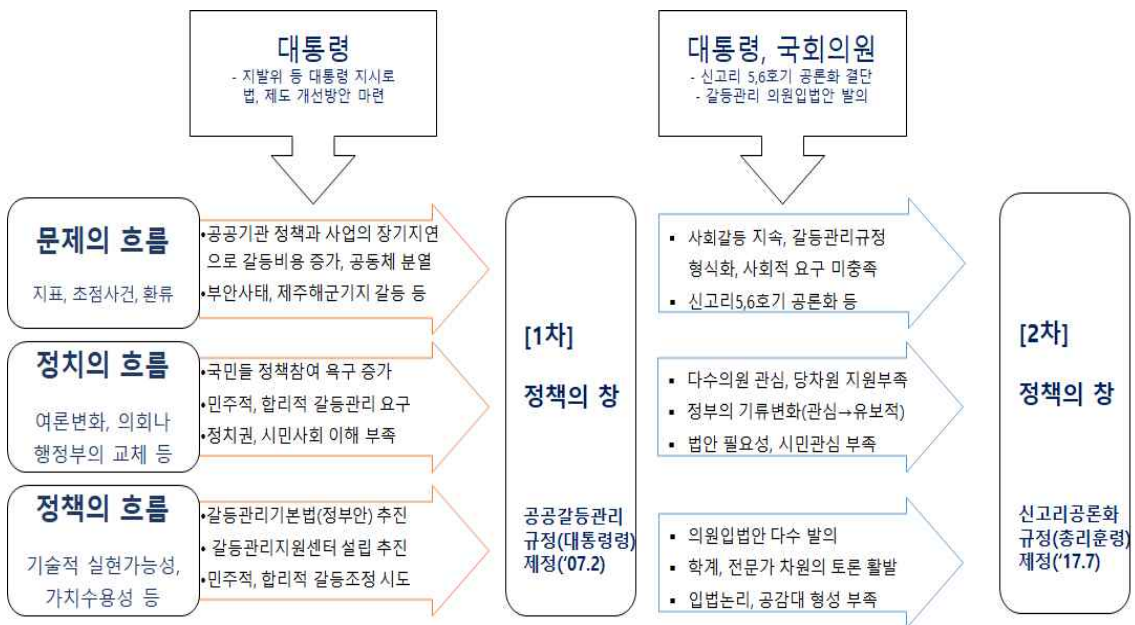 대통령
- 지발위 등 대통령 지시로
법, 제도 개선방안 마련
대통령, 국회의원
- 신고리 5,6호기 공론화 결단
- 갈등관리 의원입법안 발의
문제의 흐름
지표, 초점사건, 환류
•공공기관 정책과 사업의 장기지연
으로 갈등비용 증가, 공동체 분열
•부안사태, 제주해군기지 갈등 등
정치의 흐름
여론변화, 의회나
행정부의 교체 등
•국민들 정책참여 욕구 증가
•민주적, 합리적 갈등관리 요구
•정치권, 시민사회 이해 부족
정책의 흐름
기술적 실현가능성,
가치수용성 등
•갈등관리기본법(정부안) 추진
• 갈등관리지원센터 설립 추진
•민주적, 합리적 갈등조정 시도
[1차]
정책의 창
공공갈등관리
규정(대통령령)
제정('07.2)
▪ 사회갈등 지속, 갈등관리규정
형식화, 사회적 요구 미충족
▪ 신고리5,6호기 공론화 등
▪ 다수의원 관심, 당차원 지원부족
▪ 정부의 기류변화(관심→유보적)
▪ 법안 필요성, 시민관심 부족
▪ 의원입법안 다수 발의
▪ 학계, 전문가 차원의 토론 활발
▪ 입법논리, 공감대 형성 부족
[2차]
정책의 창
신고리공론화
규정(총리훈령)
제정('17.7)